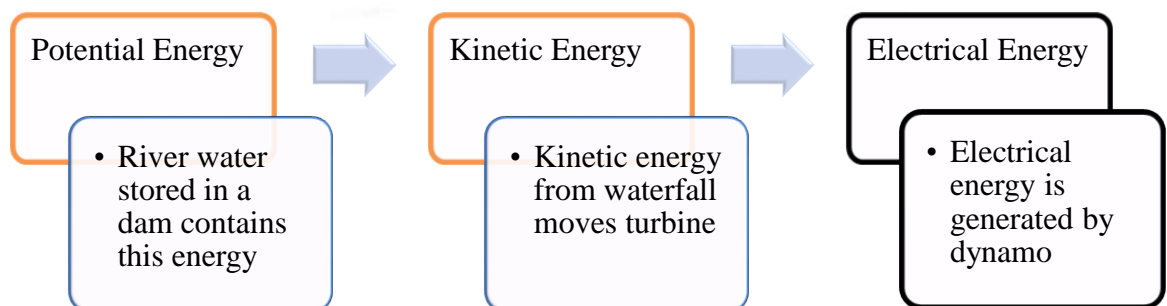 Potential Energy
• River water
stored in a
dam contains
this energy
Kinetic Energy
• Kinetic energy
from waterfall
moves turbine
Electrical Energy
• Electrical
energy is
generated by
dynamo